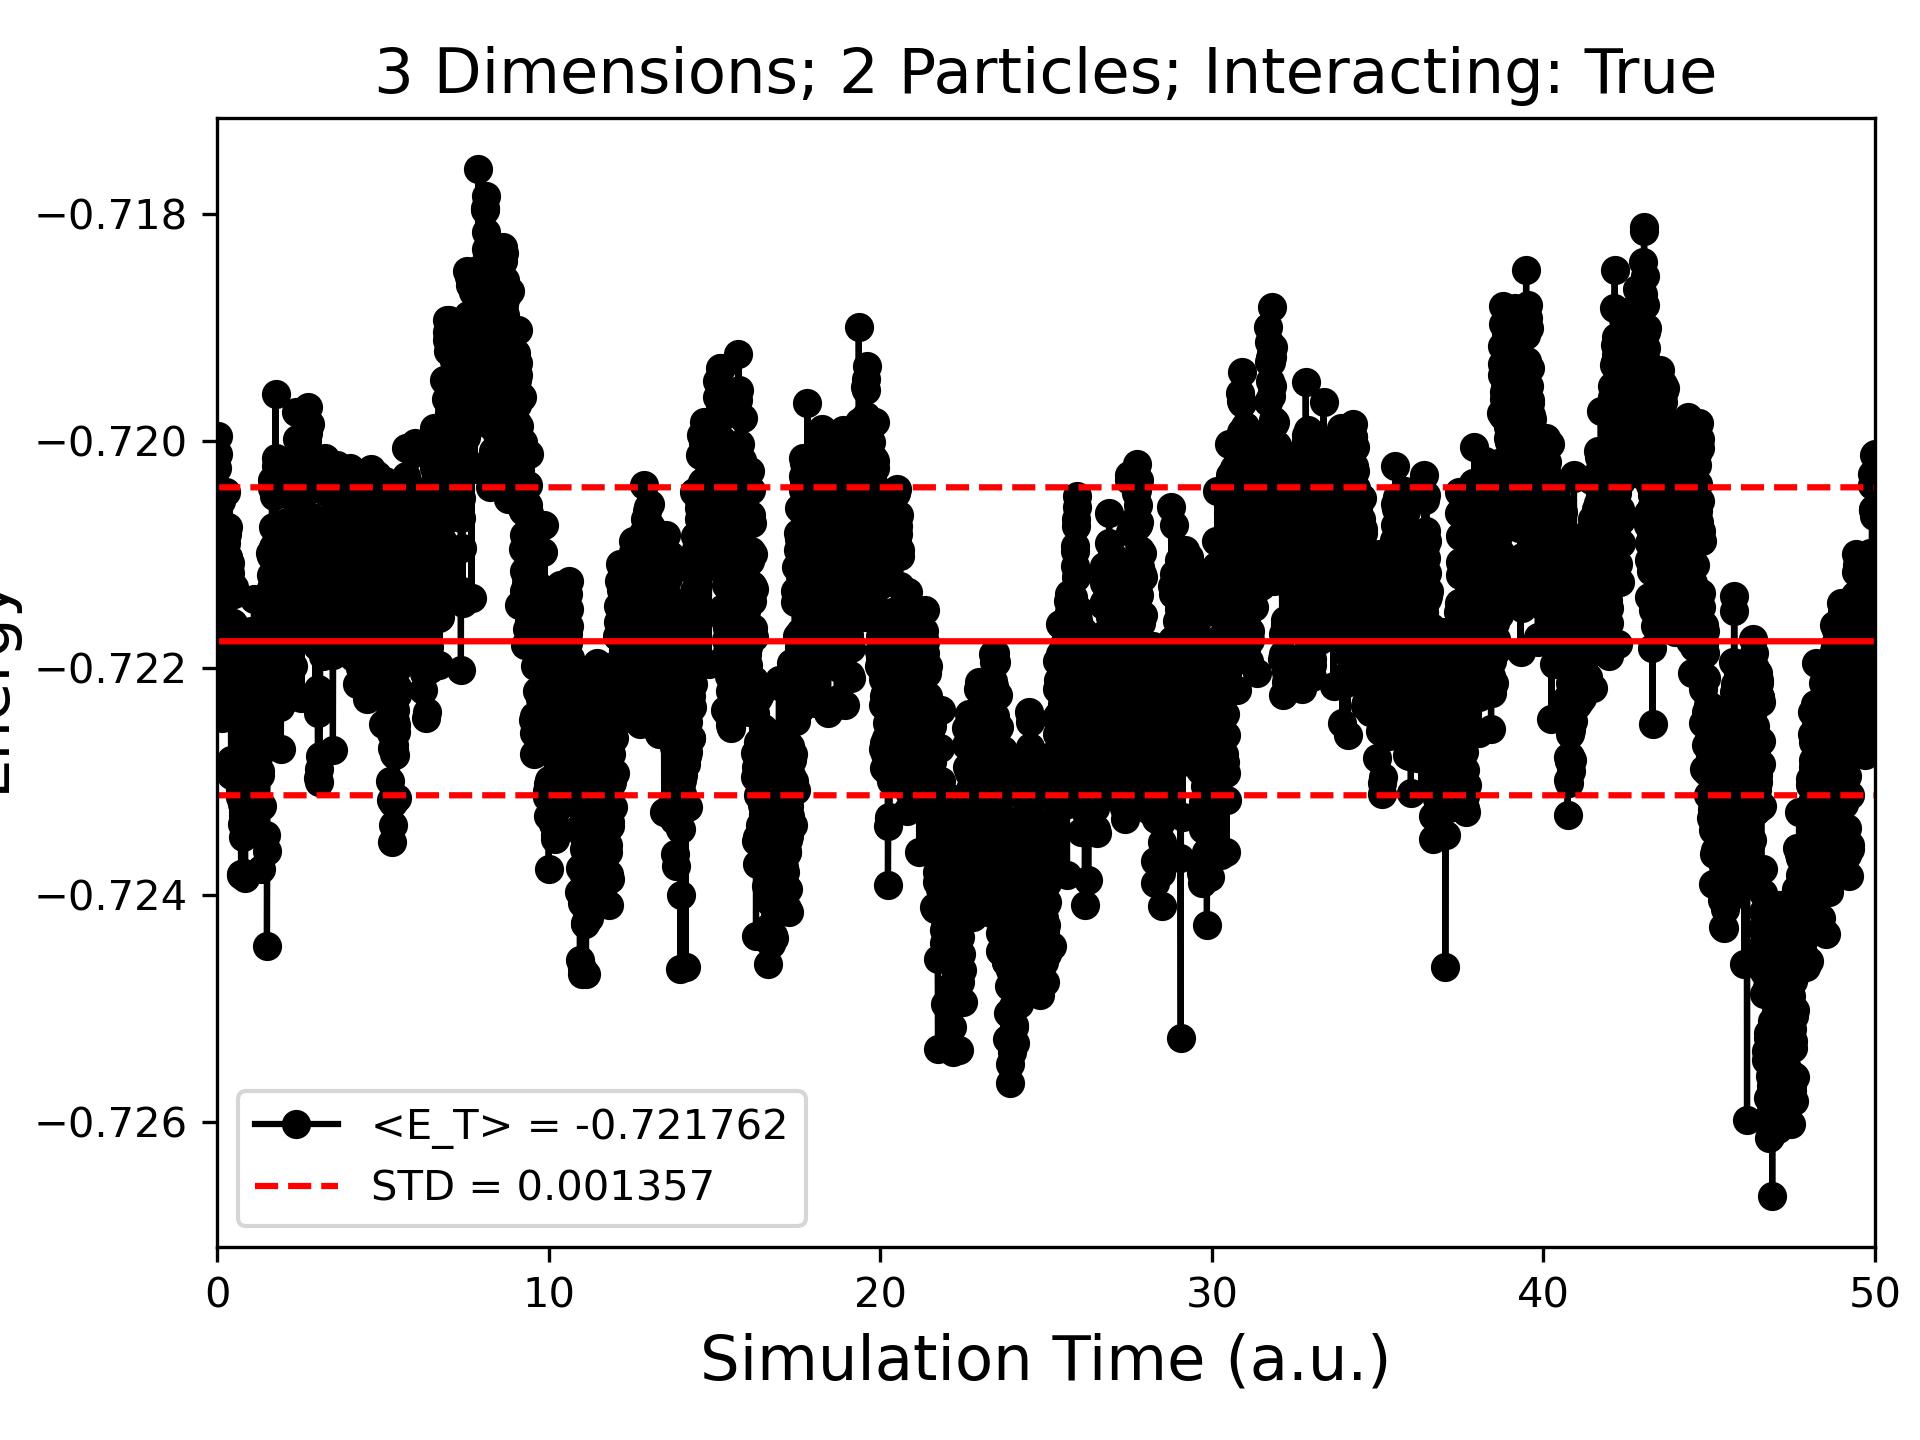 3 Dimensions; 2 Particles; Interacting: True
Energy
−0.718
−0.720
−0.722
−0.724
−0.726
<E_T> = -0.721762
STD = 0.001357
0 10 20 30 40 50
Simulation Time (a.u.)